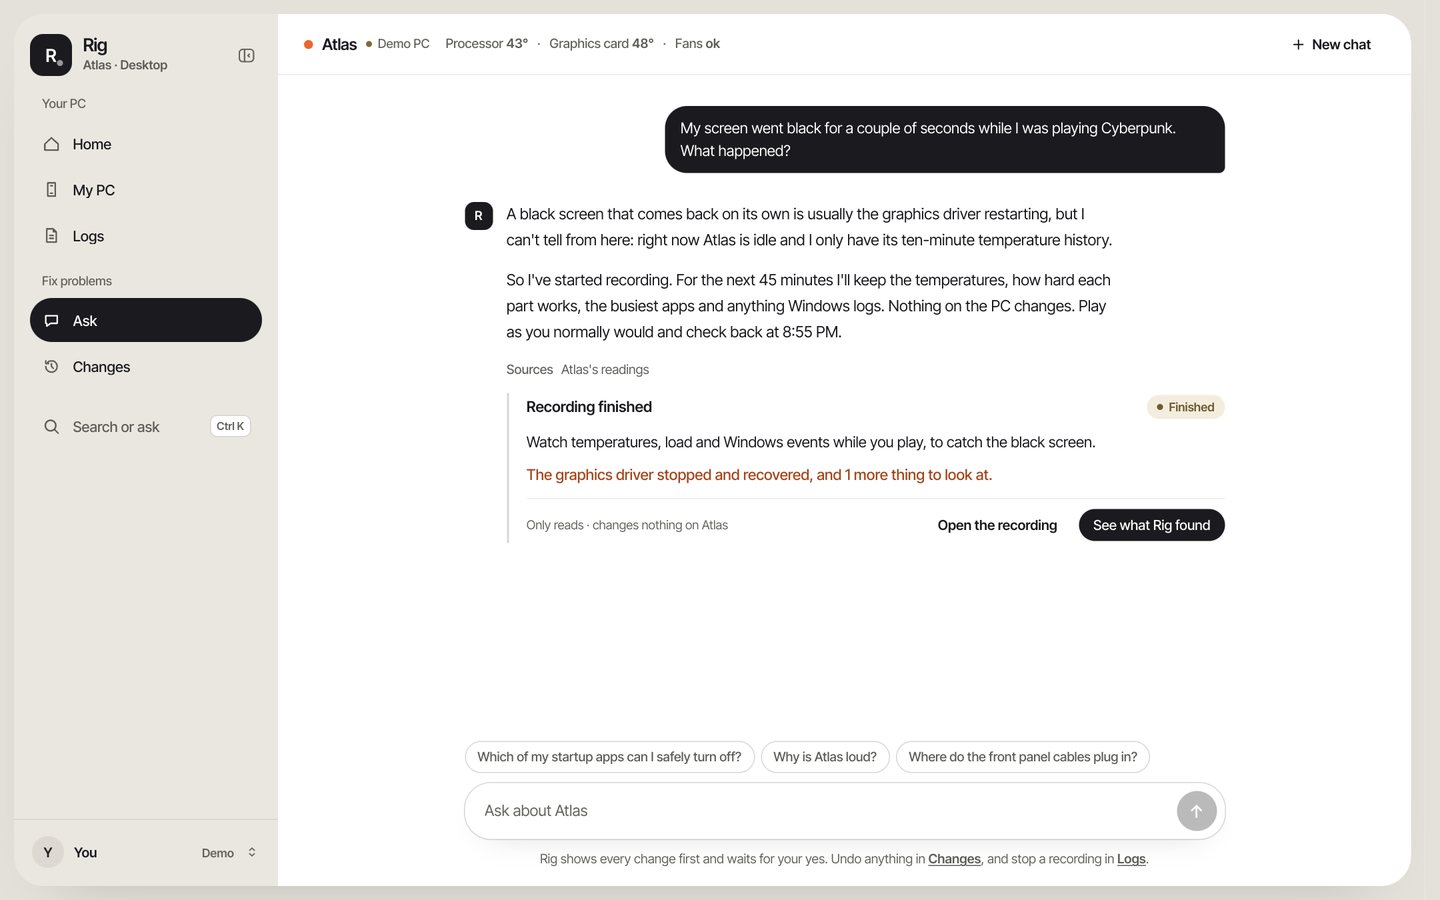 R.
Rig
Atlas · Desktop
Your PC
Home
My PC
Logs
Fix problems
Ask
Changes
Search or ask
Ctrl K
Y
You
Demo
Atlas
Demo PC
Processor 43°
·
Graphics card 48°
·
Fans ok
+ New chat
My screen went black for a couple of seconds while I was playing Cyberpunk.
What happened?
R
A black screen that comes back on its own is usually the graphics driver restarting, but I
can't tell from here: right now Atlas is idle and I only have its ten-minute temperature history.
So I've started recording. For the next 45 minutes I'll keep the temperatures, how hard each
part works, the busiest apps and anything Windows logs. Nothing on the PC changes. Play
as you normally would and check back at 8:55 PM.
Sources Atlas's readings
Recording finished
Finished
Watch temperatures, load and Windows events while you play, to catch the black screen.
The graphics driver stopped and recovered, and 1 more thing to look at.
Only reads · changes nothing on Atlas
Open the recording
See what Rig found
Which of my startup apps can I safely turn off?
Why is Atlas loud?
Where do the front panel cables plug in?
Ask about Atlas
Rig shows every change first and waits for your yes. Undo anything in Changes, and stop a recording in Logs.